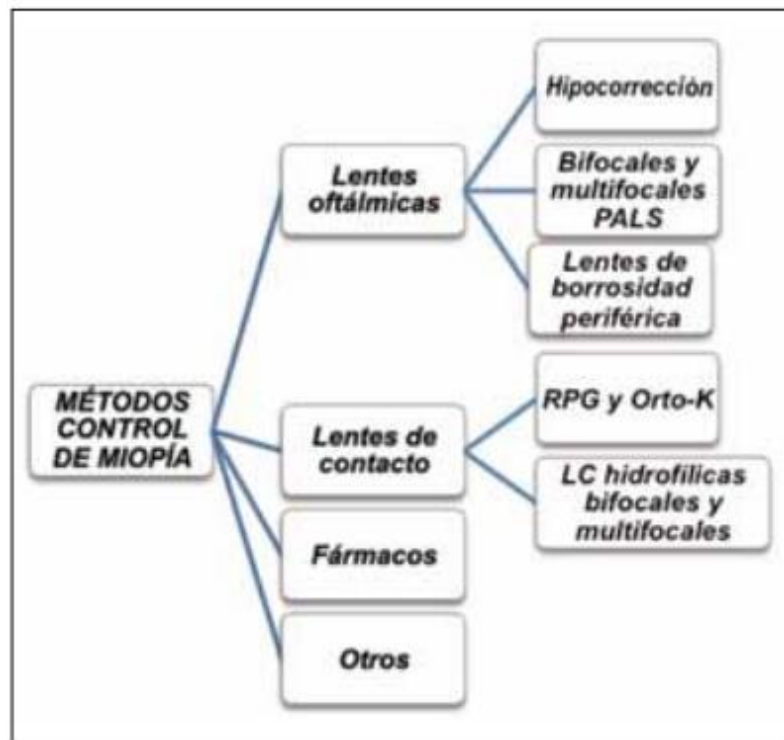 MÉTODOS
CONTROL
DE MIOPÍA
Lentes
oftálmicas
Hipocorrección
Bifocales y
multifocales
PALS
Lentes de
borrosidad
periférica
Lentes de
contacto
RPG y Orto-K
LC hidrofílicas
bifocales y
multifocales
Fármacos
Otros